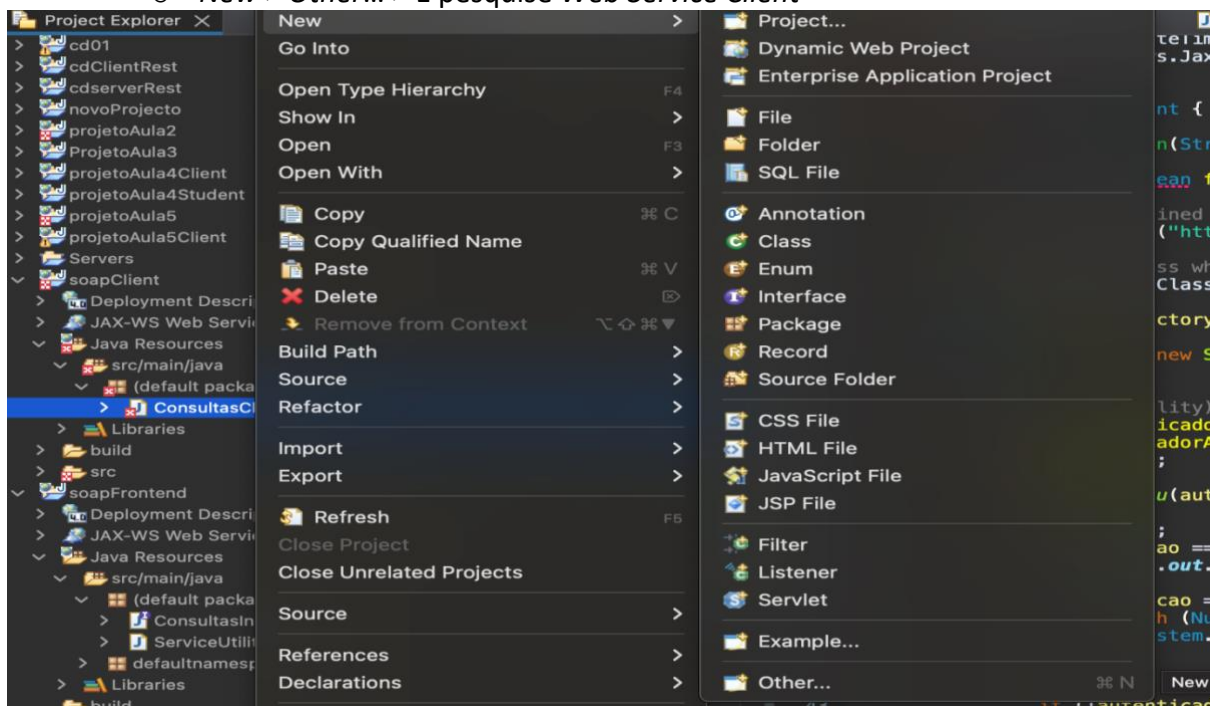 New > Other... > E pesquise Web Service Client
Project Explorer
cd01
cdClientRest
cdserverRest
novoProjecto
projetoAula2
ProjetoAula3
projetoAula4Client
projetoAula4Student
projetoAula5
projetoAula5Client
Servers
soapClient
Deployment Descri
JAX-WS Web Servi
Java Resources
src/main/java
(default packa
ConsultasCl
Libraries
build
src
soapFrontend
Deployment Descri
JAX-WS Web Servi
Java Resources
src/main/java
(default packa
ConsultasIn
ServiceUtilit
defaultnamesp
Libraries
build
New >
Go Into
Open Type Hierarchy F4
Show In >
Open F3
Open With >
Copy ⌘ C
Copy Qualified Name
Paste ⌘ V
Delete ⌦
Remove from Context ⌥⇧⌘▼
Build Path >
Source >
Refactor >
Import >
Export >
Refresh F5
Close Project
Close Unrelated Projects
Source >
References >
Declarations >
Project...
Dynamic Web Project
Enterprise Application Project
File
Folder
SQL File
Annotation
Class
Enum
Interface
Package
Record
Source Folder
CSS File
HTML File
JavaScript File
JSP File
Filter
Listener
Servlet
Example...
Other... ⌘ N
s.Jax
nt {
n(Str
ean f
ined
("htt
ss wh
Class
ctory
new S
lity)
icado
adorA
;
u(aut
;
ao ==
.out.
cao =
h (Nu
stem.
New